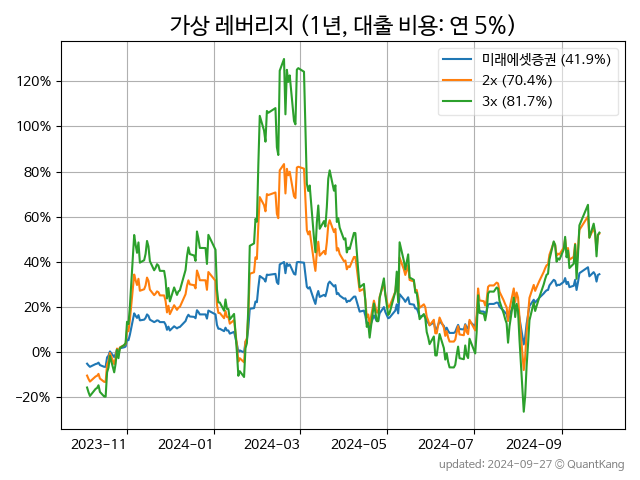 가상 레버리지 (1년, 대출 비용: 연 5%)
미래에셋증권 (41.9%)
2x (70.4%)
3x (81.7%)
120%
100%
80%
60%
40%
20%
0%
−20%
2023-11
2024-01
2024-03
2024-05
2024-07
2024-09
updated: 2024-09-27 © QuantKang